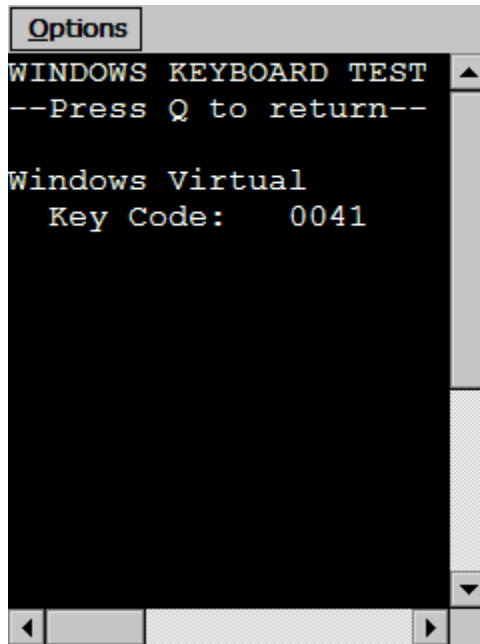 Options
WINDOWS KEYBOARD TEST
--Press Q to return--
Windows Virtual
Key Code: 0041